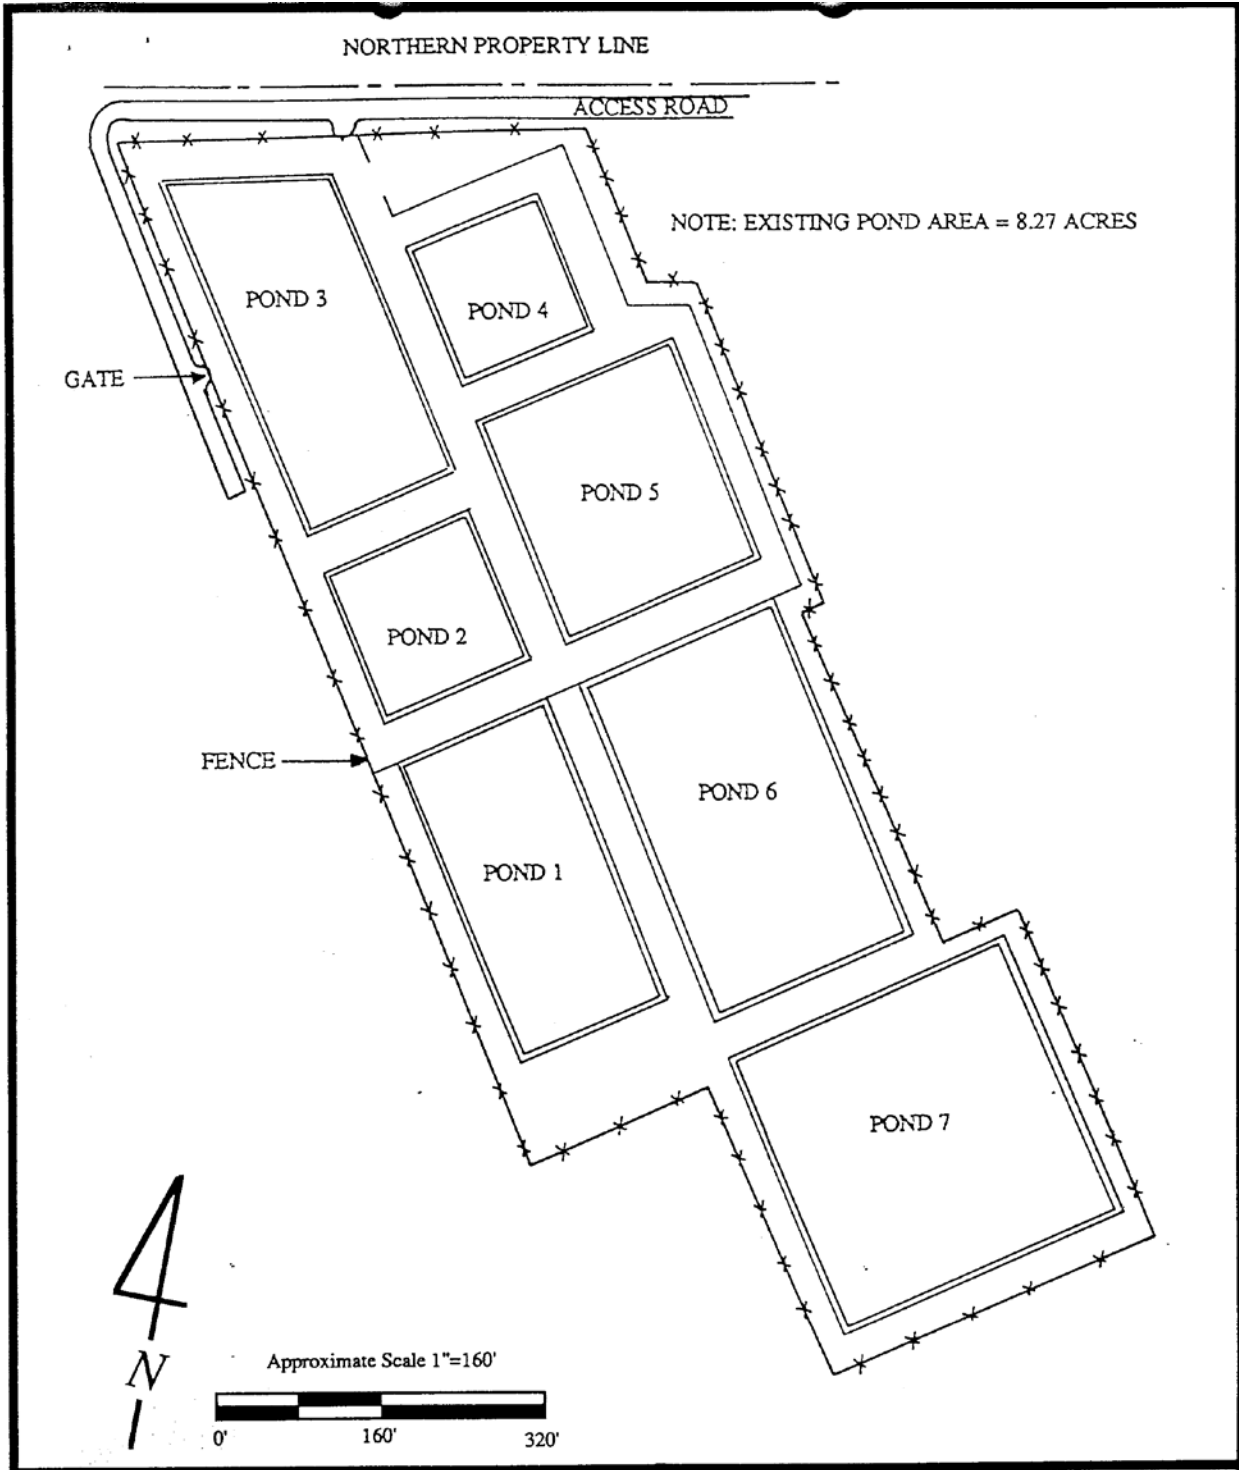 NORTHERN PROPERTY LINE
ACCESS ROAD
NOTE: EXISTING POND AREA = 8.27 ACRES
POND 3
POND 4
GATE
POND 5
POND 2
FENCE
POND 6
POND 1
POND 7
N
Approximate Scale 1"=160'
0' 160' 320'